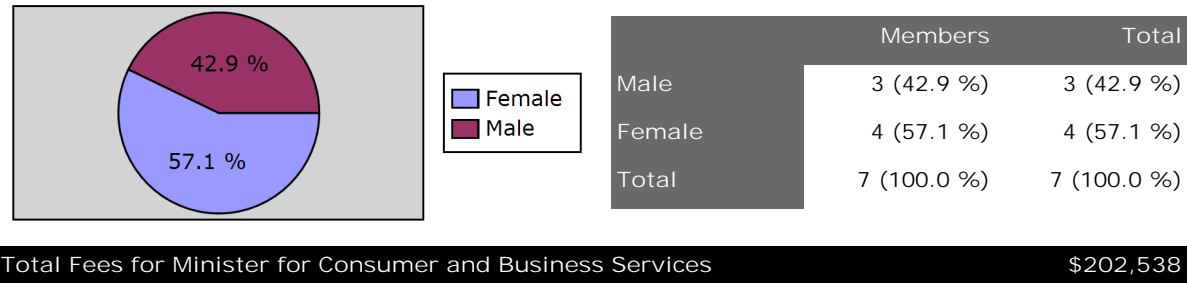 42.9 %
57.1 %
Female
Male
Members Total
Male 3 (42.9 %) 3 (42.9 %)
Female 4 (57.1 %) 4 (57.1 %)
Total 7 (100.0 %) 7 (100.0 %)
Total Fees for Minister for Consumer and Business Services $202,538